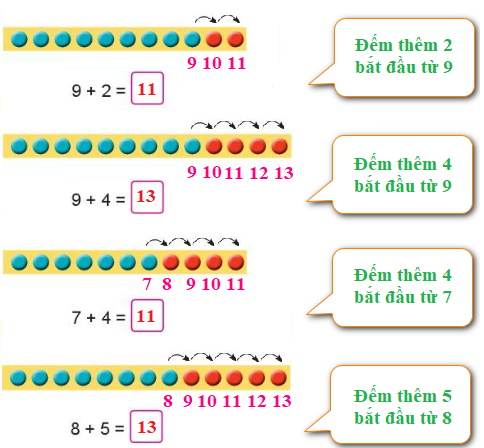 Đếm thêm 2
bắt đầu từ 9
9 10 11
9 + 2 = 11
Đếm thêm 4
bắt đầu từ 9
9 10 11 12 13
9 + 4 = 13
Đếm thêm 4
bắt đầu từ 7
7 8 9 10 11
7 + 4 = 11
Đếm thêm 5
bắt đầu từ 8
8 9 10 11 12 13
8 + 5 = 13